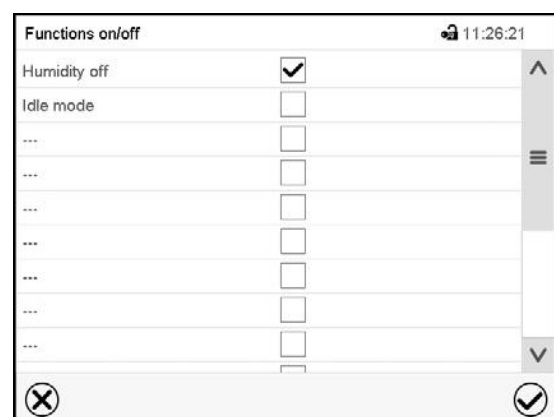 Functions on/off 11:26:21
Humidity off
Idle mode
---
---
---
---
---
---
---